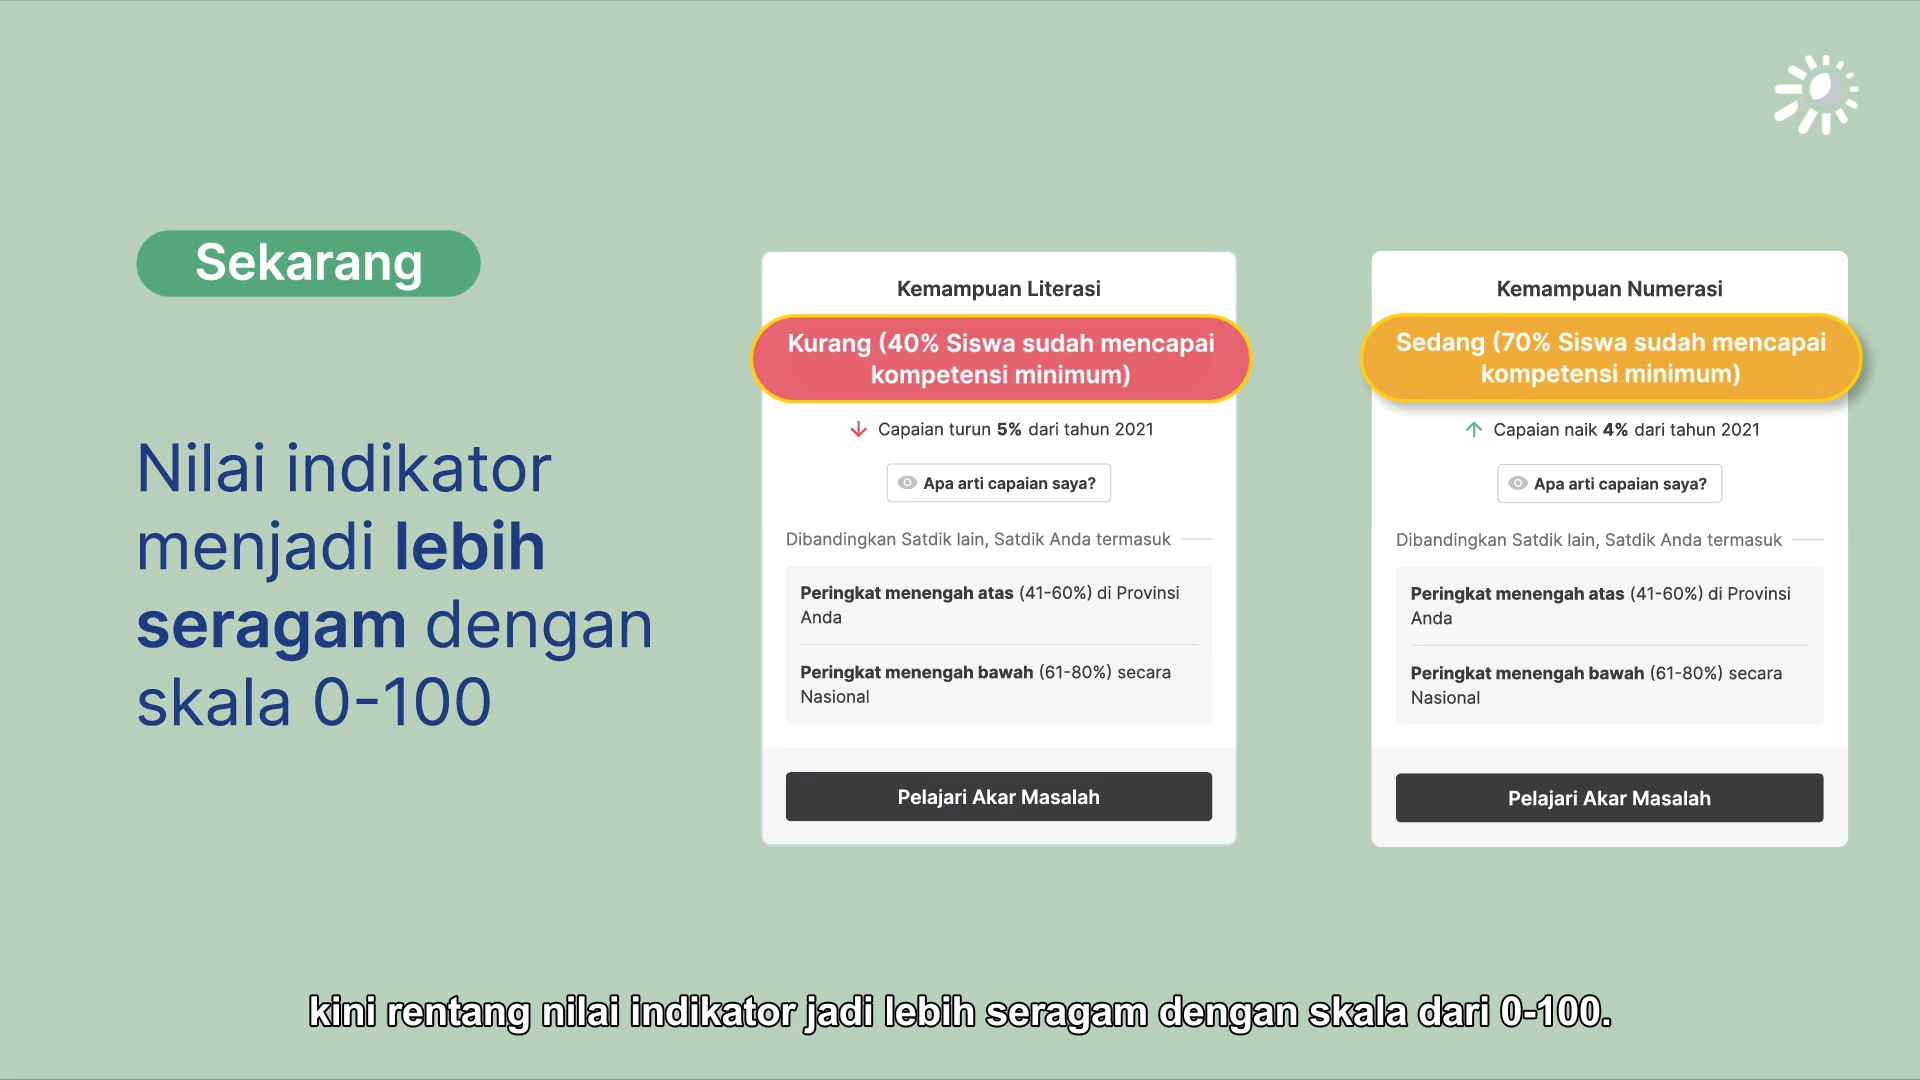 Sekarang
Nilai indikator
menjadi lebih
seragam dengan
skala 0-100
Kemampuan Literasi
Kurang (40% Siswa sudah mencapai
kompetensi minimum)
Capaian turun 5% dari tahun 2021
Apa arti capaian saya?
Dibandingkan Satdik lain, Satdik Anda termasuk
Peringkat menengah atas (41-60%) di Provinsi
Anda
Peringkat menengah bawah (61-80%) secara
Nasional
Pelajari Akar Masalah
Kemampuan Numerasi
Sedang (70% Siswa sudah mencapai
kompetensi minimum)
Capaian naik 4% dari tahun 2021
Apa arti capaian saya?
Dibandingkan Satdik lain, Satdik Anda termasuk
Peringkat menengah atas (41-60%) di Provinsi
Anda
Peringkat menengah bawah (61-80%) secara
Nasional
Pelajari Akar Masalah
kini rentang nilai indikator jadi lebih seragam dengan skala dari 0-100.